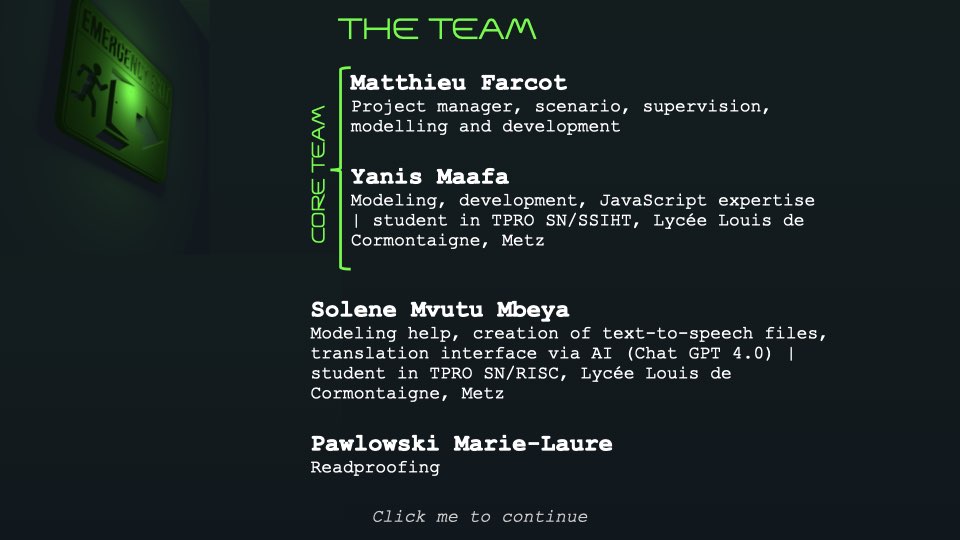 EMERGENCY EXIT
THE TEAM
CORE TEAM
Matthieu Farcot
Project manager, scenario, supervision,
modelling and development
Yanis Maafa
Modeling, development, JavaScript expertise
| student in TPRO SN/SSIHT, Lycée Louis de
Cormontaigne, Metz
Solene Mvutu Mbeya
Modeling help, creation of text-to-speech files,
translation interface via AI (Chat GPT 4.0) |
student in TPRO SN/RISC, Lycée Louis de
Cormontaigne, Metz
Pawlowski Marie-Laure
Readproofing
Click me to continue